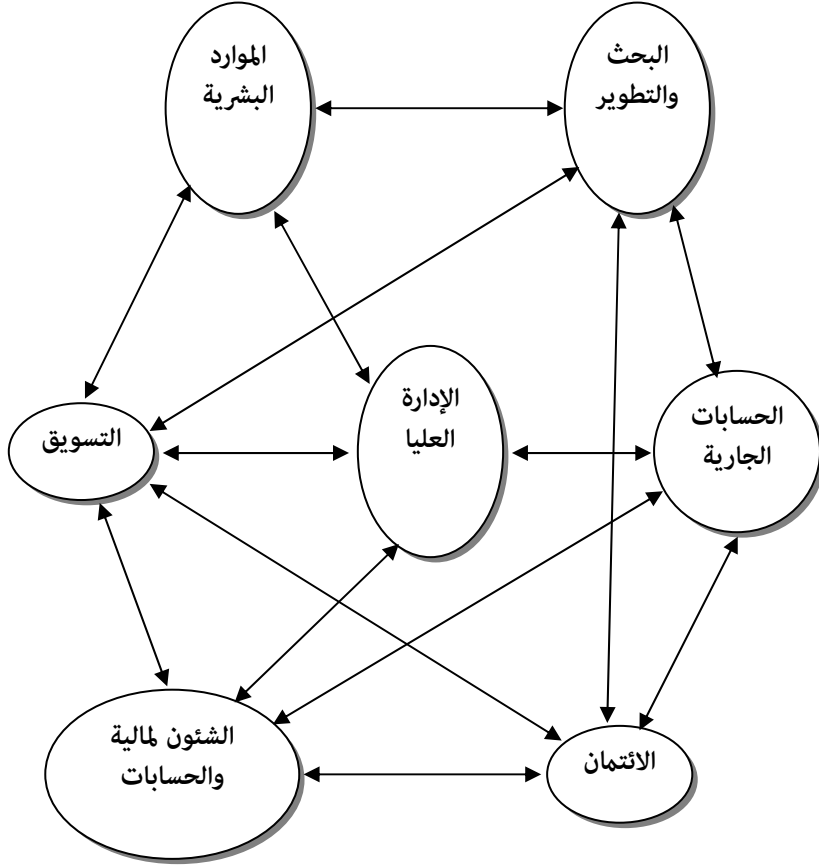 الموارد
البشرية
البحث
والتطوير
الإدارة
العليا
الحسابات
الجارية
التسويق
الشئون لمالية
والحسابات
الائتمان